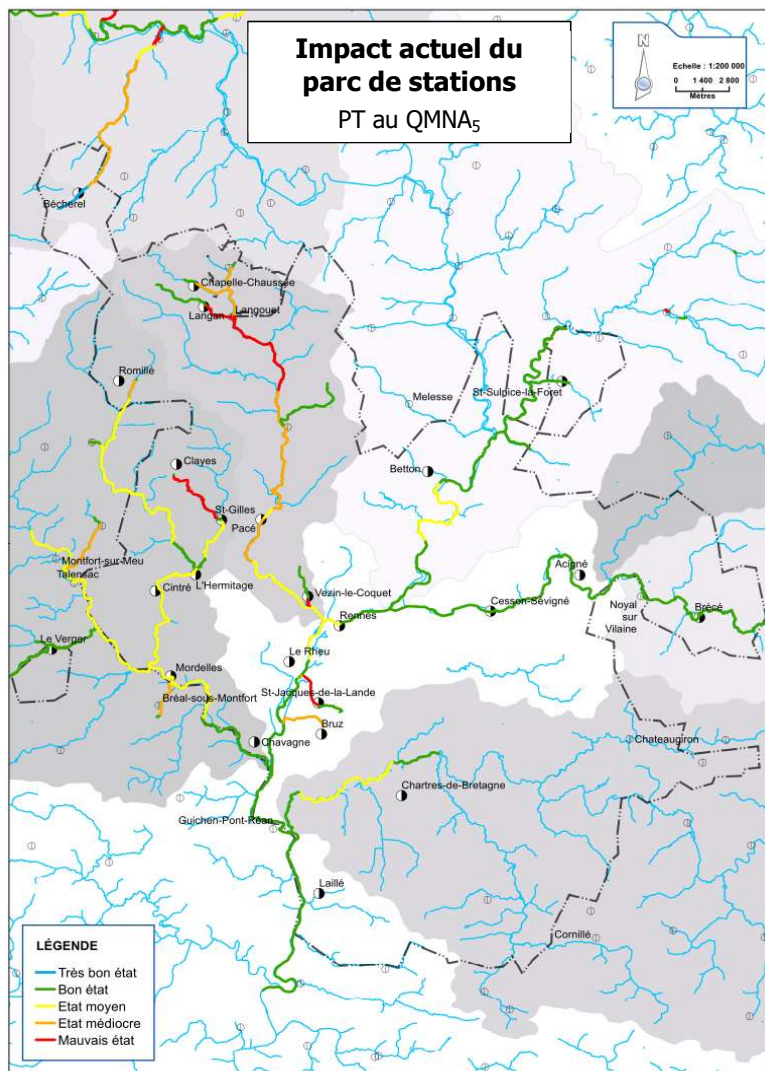 Impact actuel du
parc de stations
PT au QMNA₅
N
Echelle : 1:200 000
0 1 400 2 800
Mètres
Bécherel
Chapelle-Chaussée
Langan
Langouet
Romillé
Melesse
St-Sulpice-la-Foret
Clayes
Betton
St-Gilles
Pacé
Montfort-sur-Meu
Talensac
L'Hermitage
Cintré
Vezin-le-Coquet
Acigné
Cesson-Sévigné
Noyal
sur
Vilaine
Brécé
Rennes
Le Verger
Le Rheu
Mordelles
St-Jacques-de-la-Lande
Bréal-sous-Montfort
Bruz
Chavagne
Chateaugiron
Chartres-de-Bretagne
Guichen-Pont-Réan
Laillé
Cornillé
LÉGENDE
Très bon état
Bon état
Etat moyen
Etat médiocre
Mauvais état